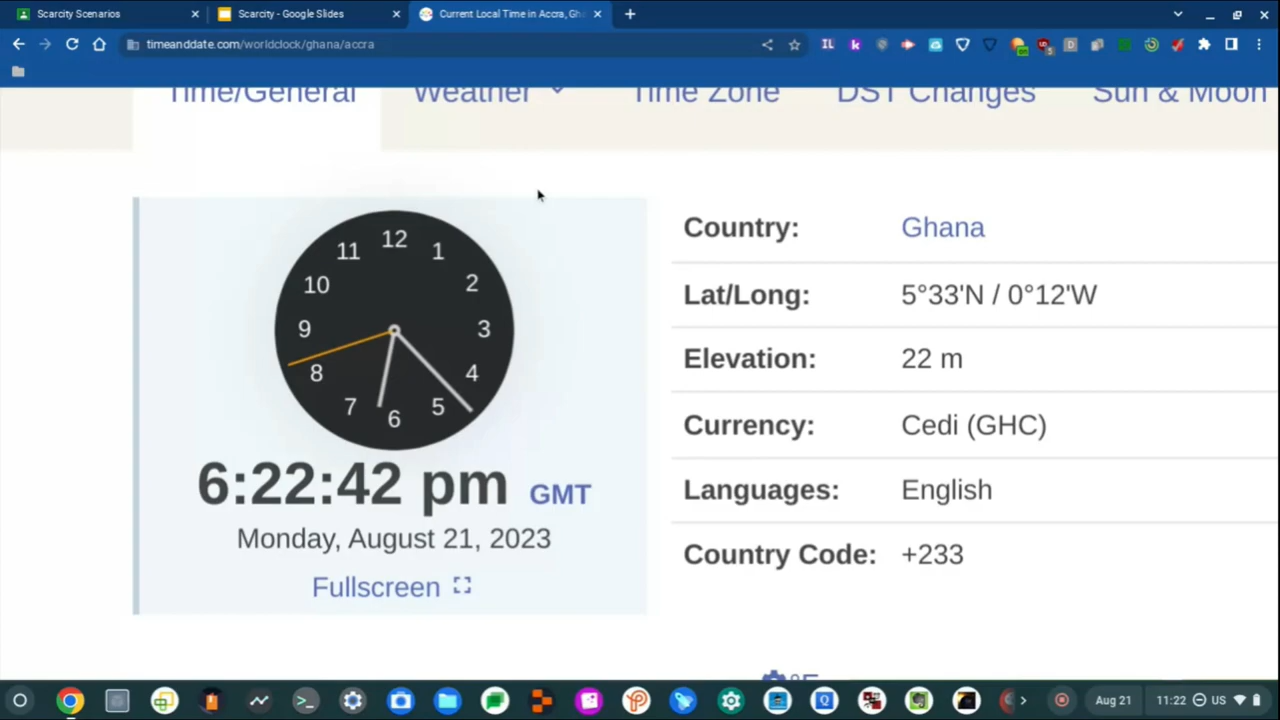 Scarcity Scenarios
Scarcity - Google Slides
Current Local Time in Accra, Gh
timeanddate.com/worldclock/ghana/accra
Time/General
Weather
Time Zone
DST Changes
Sun & Moon
12
11
1
10
2
9
3
8
4
7
5
6
6:22:42 pm GMT
Monday, August 21, 2023
Fullscreen
Country: Ghana
Lat/Long: 5°33'N / 0°12'W
Elevation: 22 m
Currency: Cedi (GHC)
Languages: English
Country Code: +233
°F
Aug 21
11:22
US